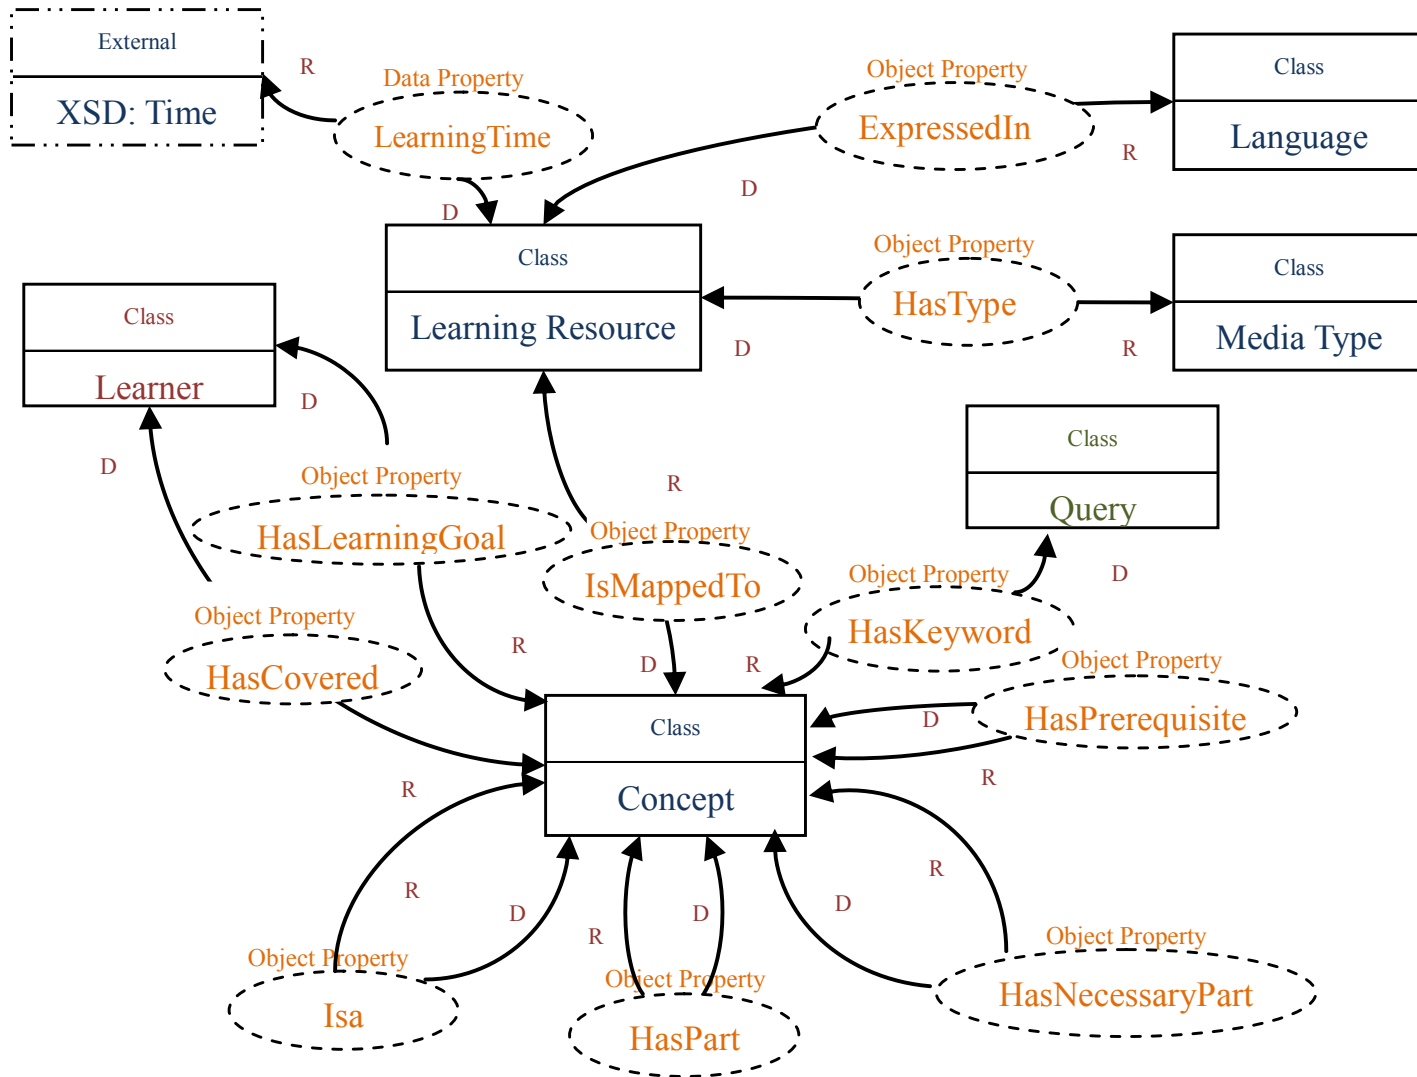 External
XSD: Time
R
Data Property
LearningTime
D
Object Property
ExpressedIn
D
R
Class
Language
Class
Learning Resource
Object Property
HasType
D
R
Class
Media Type
Class
Learner
D
D
Object Property
HasLearningGoal
R
R
Object Property
IsMappedTo
D
Class
Query
D
Object Property
HasKeyword
R
Object Property
HasCovered
R
Object Property
HasPrerequisite
D
R
Class
Concept
R
D
Object Property
Isa
R
D
Object Property
HasPart
D
R
Object Property
HasNecessaryPart